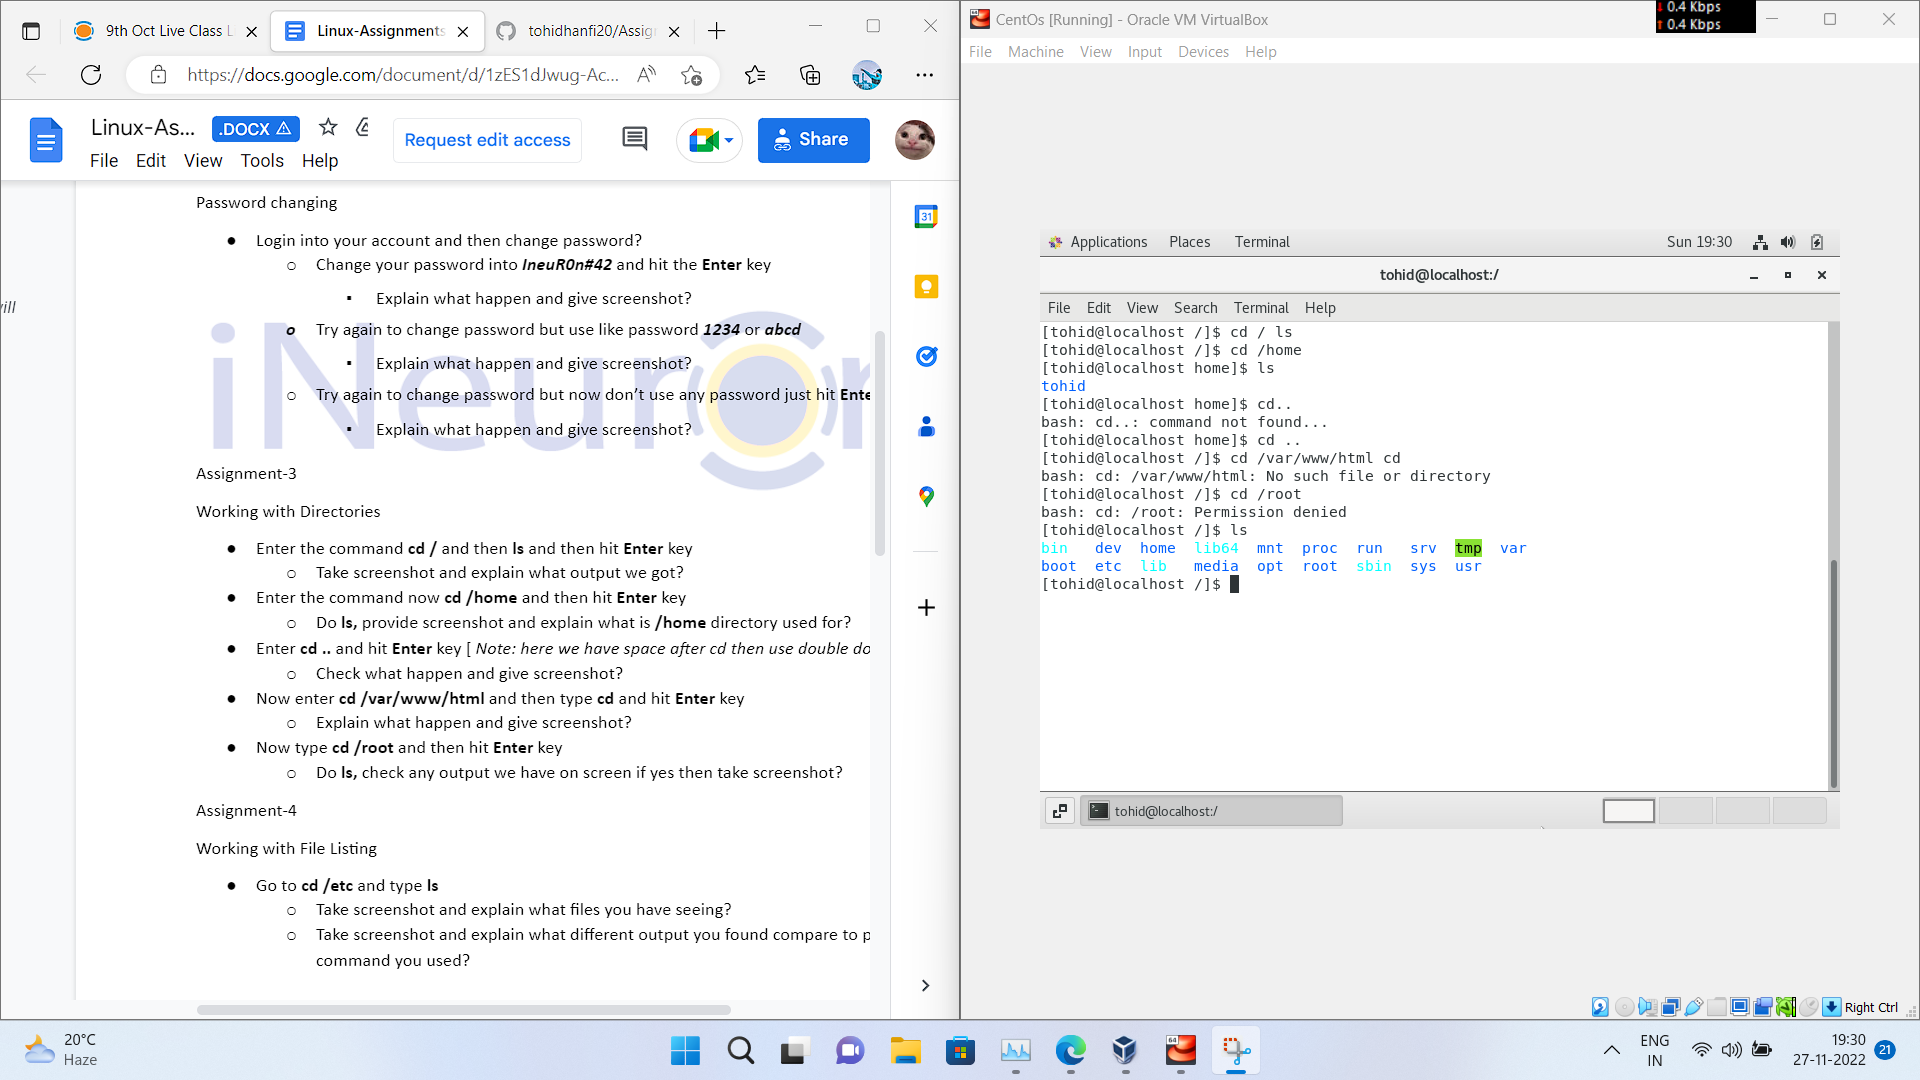 9th Oct Live Class L
Linux-Assignments
tohidhanfi20/Assig
https://docs.google.com/document/d/1zES1dJwug-Ac...
Linux-As...
.DOCX
Request edit access
Share
File Edit View Tools Help
31
Password changing
Login into your account and then change password?
Change your password into IneuR0n#42 and hit the Enter key
Explain what happen and give screenshot?
Try again to change password but use like password 1234 or abcd
Explain what happen and give screenshot?
Try again to change password but now don't use any password just hit Ente
Explain what happen and give screenshot?
iNeuron
Assignment-3
Working with Directories
Enter the command cd / and then ls and then hit Enter key
Take screenshot and explain what output we got?
Enter the command now cd /home and then hit Enter key
Do ls, provide screenshot and explain what is /home directory used for?
Enter cd .. and hit Enter key [ Note: here we have space after cd then use double do
Check what happen and give screenshot?
Now enter cd /var/www/html and then type cd and hit Enter key
Explain what happen and give screenshot?
Now type cd /root and then hit Enter key
Do ls, check any output we have on screen if yes then take screenshot?
Assignment-4
Working with File Listing
Go to cd /etc and type ls
Take screenshot and explain what files you have seeing?
Take screenshot and explain what different output you found compare to p
command you used?
CentOs [Running] - Oracle VM VirtualBox
0.4 Kbps
0.4 Kbps
File Machine View Input Devices Help
Applications Places Terminal
Sun 19:30
tohid@localhost:/
File Edit View Search Terminal Help
[tohid@localhost /]$ cd / ls
[tohid@localhost /]$ cd /home
[tohid@localhost home]$ ls
tohid
[tohid@localhost home]$ cd..
bash: cd..: command not found...
[tohid@localhost home]$ cd ..
[tohid@localhost /]$ cd /var/www/html cd
bash: cd: /var/www/html: No such file or directory
[tohid@localhost /]$ cd /root
bash: cd: /root: Permission denied
[tohid@localhost /]$ ls
bin dev home lib64 mnt proc run srv tmp var
boot etc lib media opt root sbin sys usr
[tohid@localhost /]$
tohid@localhost:/
Right Ctrl
20°C
Haze
64
ENG
IN
19:30
27-11-2022
21